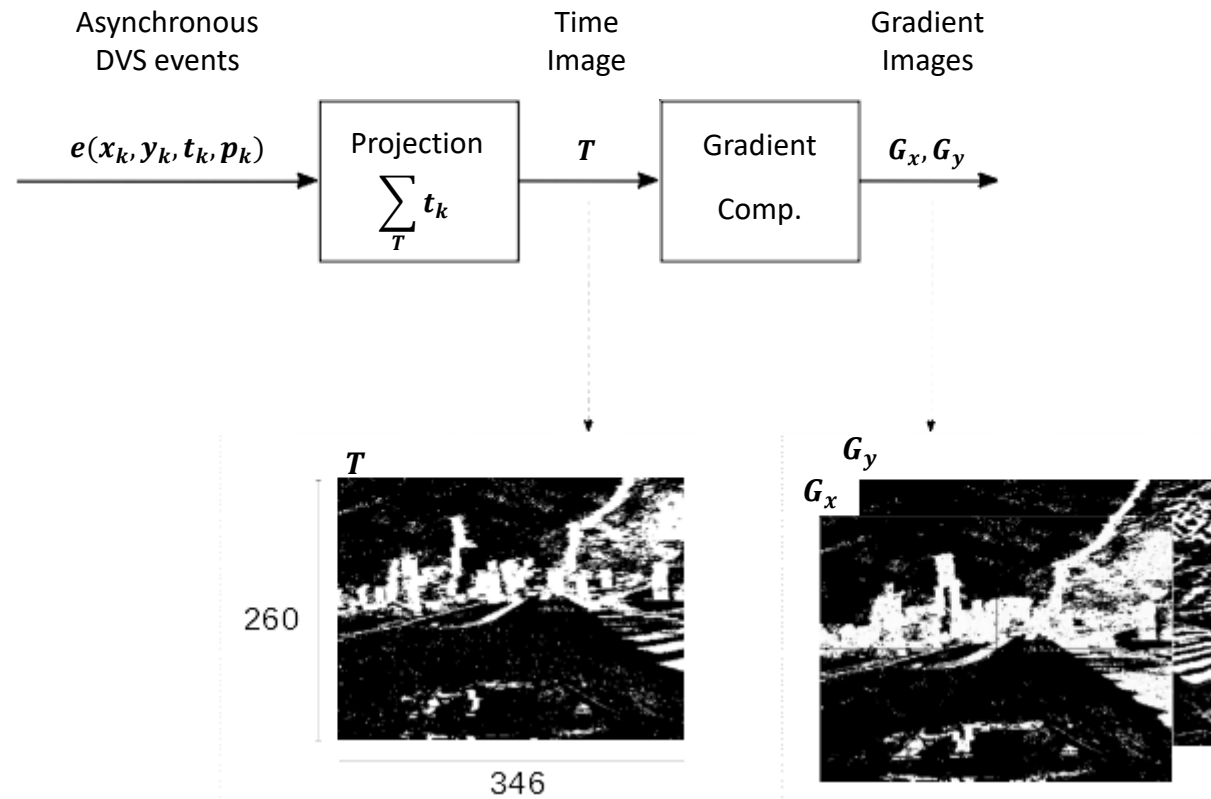 Asynchronous
DVS events
Time
Image
Gradient
Images
e(x_k, y_k, t_k, p_k)
Projection
∑_T t_k
T
Gradient
Comp.
G_x, G_y
T
G_y
G_x
260
346